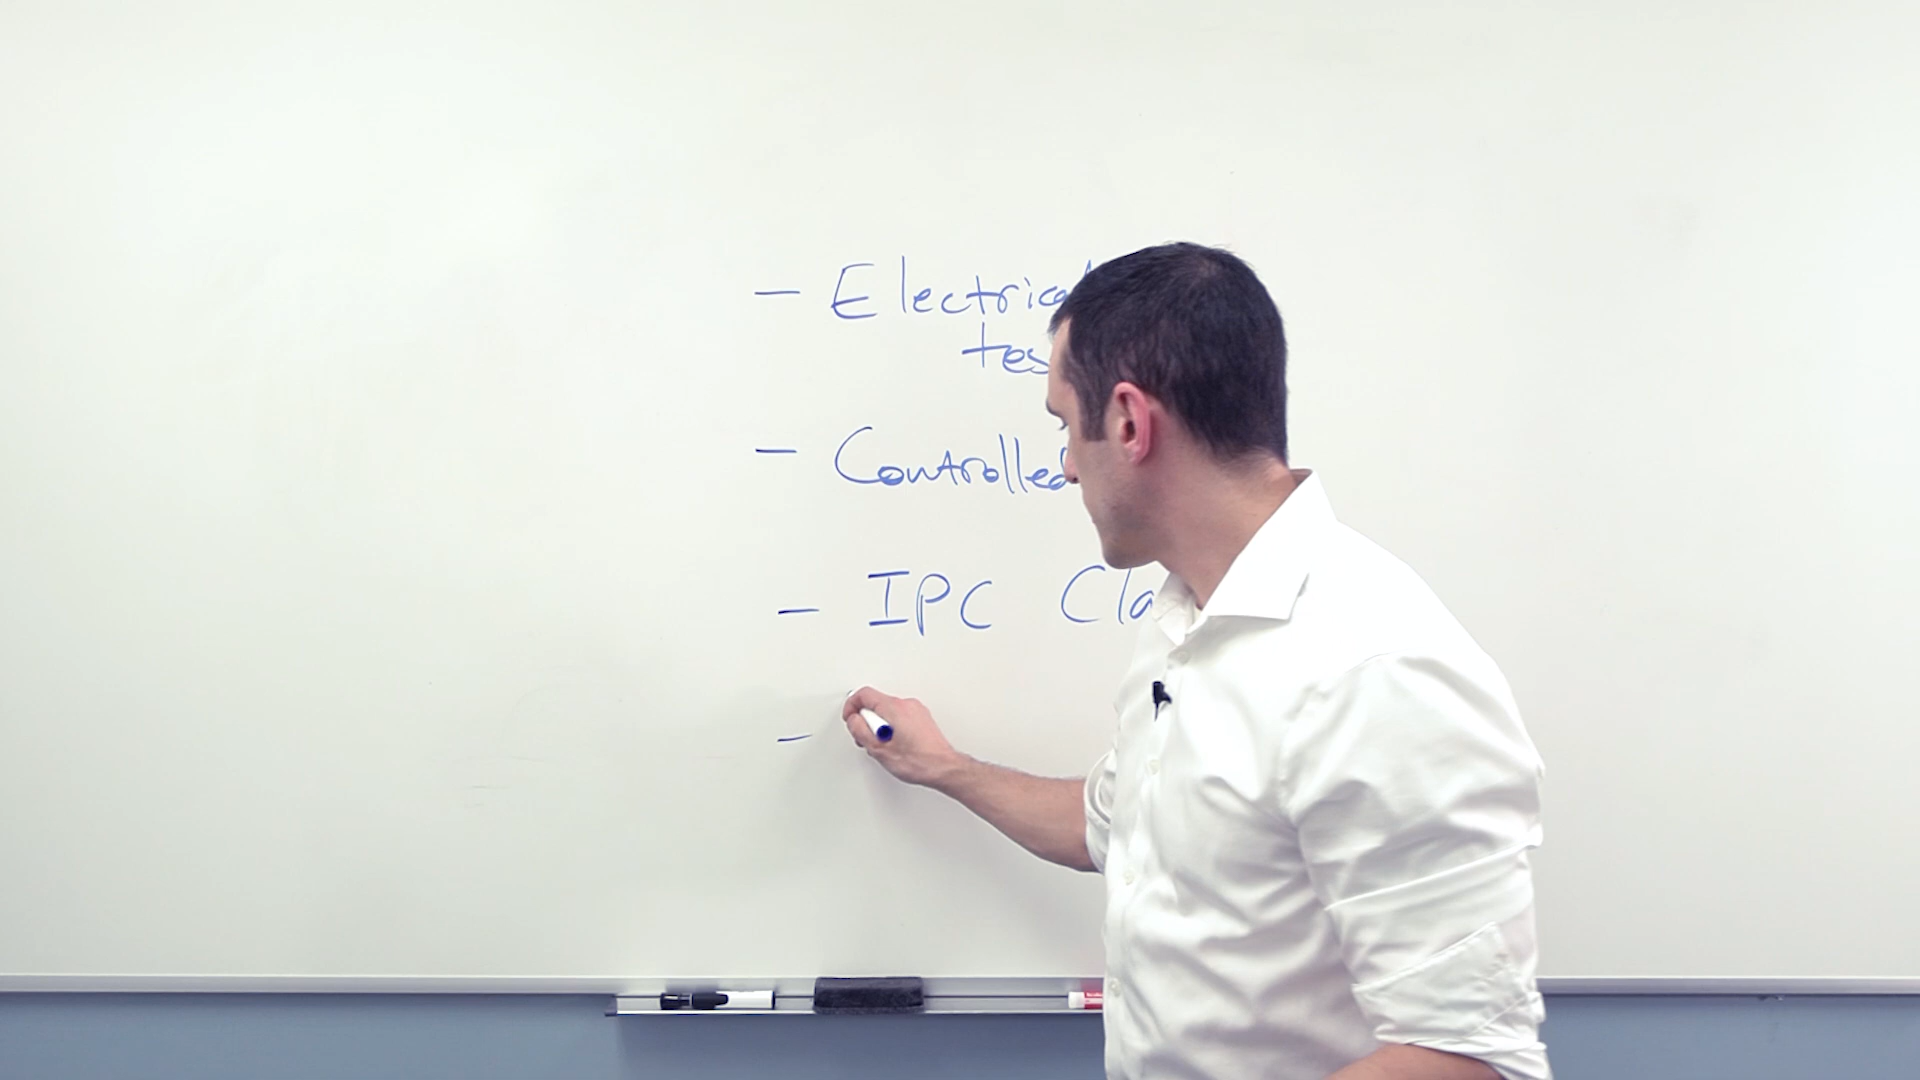 - Electrical
tes
- Controlled
- IPC Cla
-